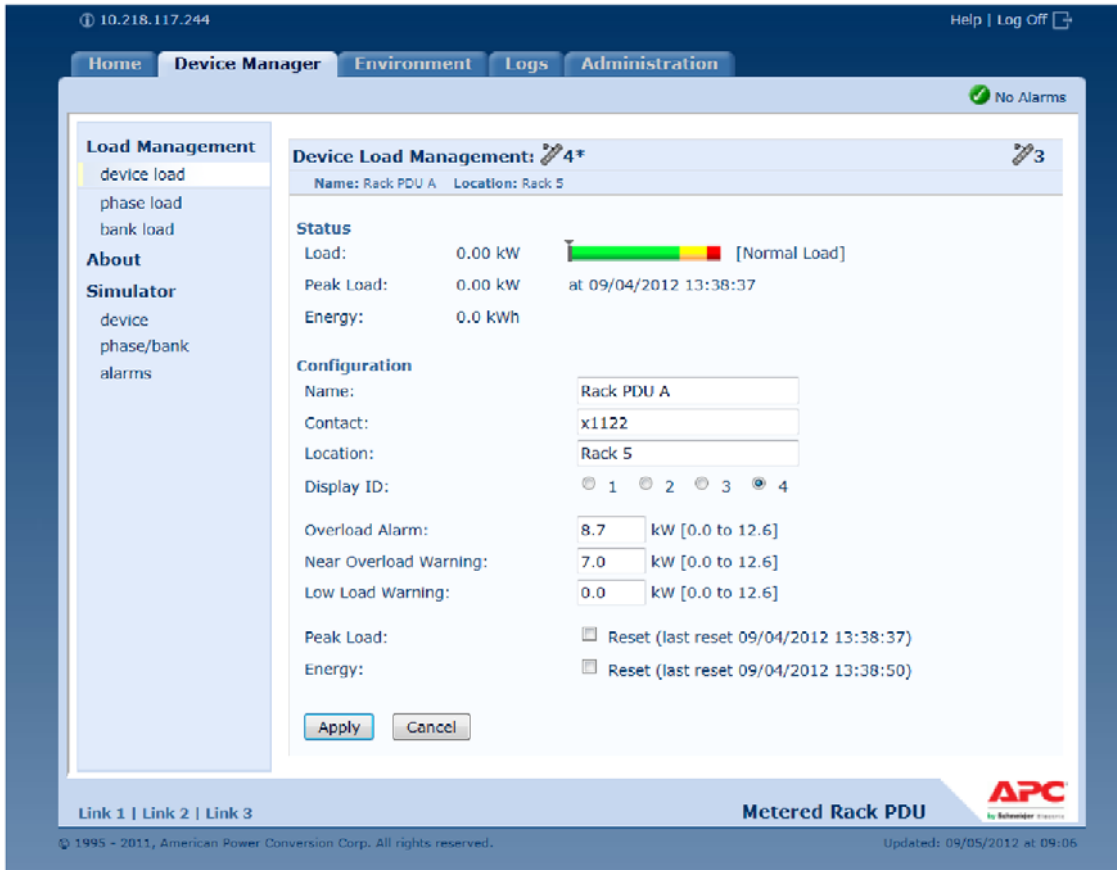 10.218.117.244 Help | Log Off
Home Device Manager Environment Logs Administration
No Alarms
Load Management
device load
phase load
bank load
About
Simulator
device
phase/bank
alarms
Device Load Management: 4* 3
Name: Rack PDU A Location: Rack 5
Status
Load: 0.00 kW [Normal Load]
Peak Load: 0.00 kW at 09/04/2012 13:38:37
Energy: 0.0 kWh
Configuration
Name: Rack PDU A
Contact: x1122
Location: Rack 5
Display ID: 1 2 3 4
Overload Alarm: 8.7 kW [0.0 to 12.6]
Near Overload Warning: 7.0 kW [0.0 to 12.6]
Low Load Warning: 0.0 kW [0.0 to 12.6]
Peak Load: Reset (last reset 09/04/2012 13:38:37)
Energy: Reset (last reset 09/04/2012 13:38:50)
Apply Cancel
Link 1 | Link 2 | Link 3
Metered Rack PDU
APC
by Schneider Electric
© 1995 - 2011, American Power Conversion Corp. All rights reserved. Updated: 09/05/2012 at 09:06